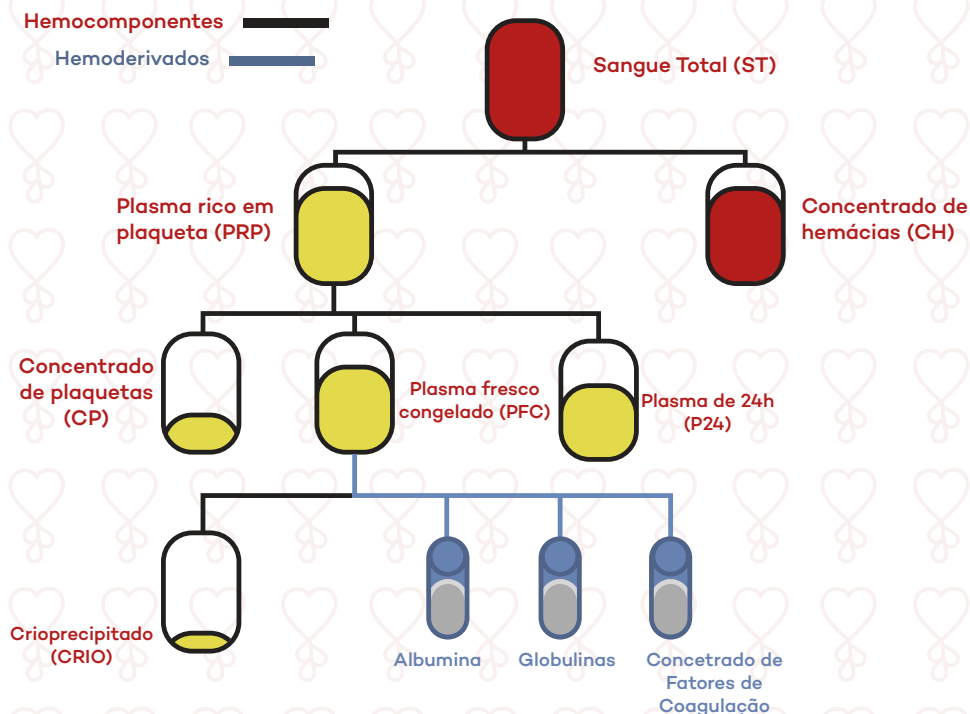 Hemocomponentes
Hemoderivados
Sangue Total (ST)
Plasma rico em
plaqueta (PRP)
Concentrado de
hemácias (CH)
Concentrado
de plaquetas
(CP)
Plasma fresco
congelado (PFC)
Plasma de 24h
(P24)
Crioprecipitado
(CRIO)
Albumina
Globulinas
Concetrado de
Fatores de
Coagulação